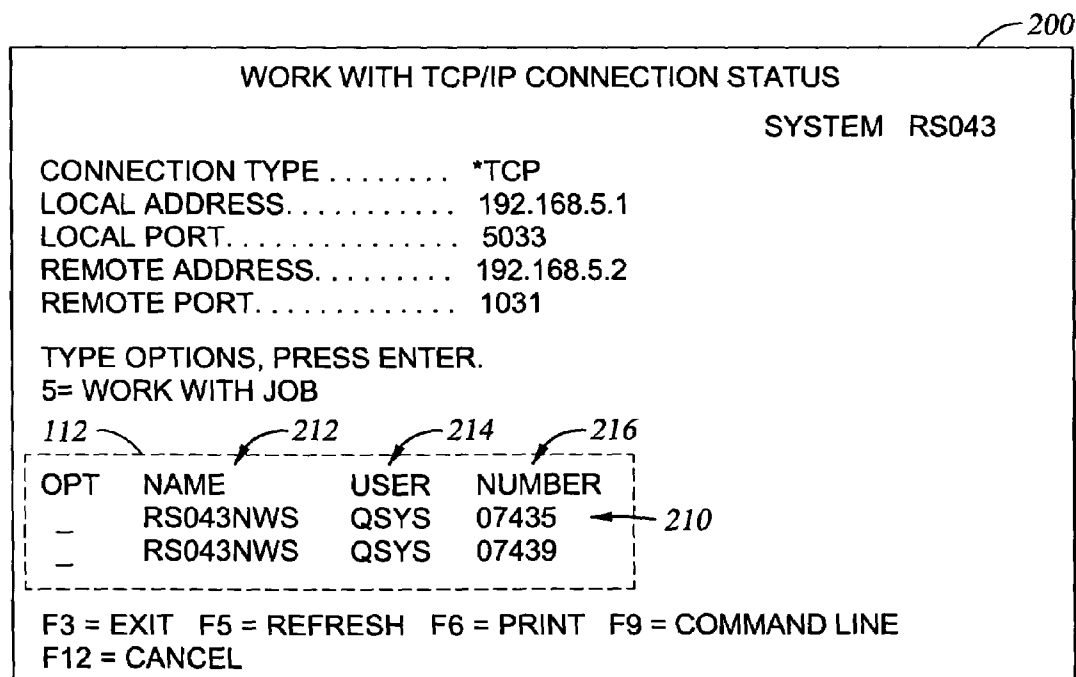 200
WORK WITH TCP/IP CONNECTION STATUS
SYSTEM RS043
CONNECTION TYPE ........ *TCP
LOCAL ADDRESS........... 192.168.5.1
LOCAL PORT............... 5033
REMOTE ADDRESS......... 192.168.5.2
REMOTE PORT............. 1031
TYPE OPTIONS, PRESS ENTER.
5= WORK WITH JOB
112 212 214 216
OPT NAME USER NUMBER
_ RS043NWS QSYS 07435 210
_ RS043NWS QSYS 07439
F3 = EXIT F5 = REFRESH F6 = PRINT F9 = COMMAND LINE
F12 = CANCEL